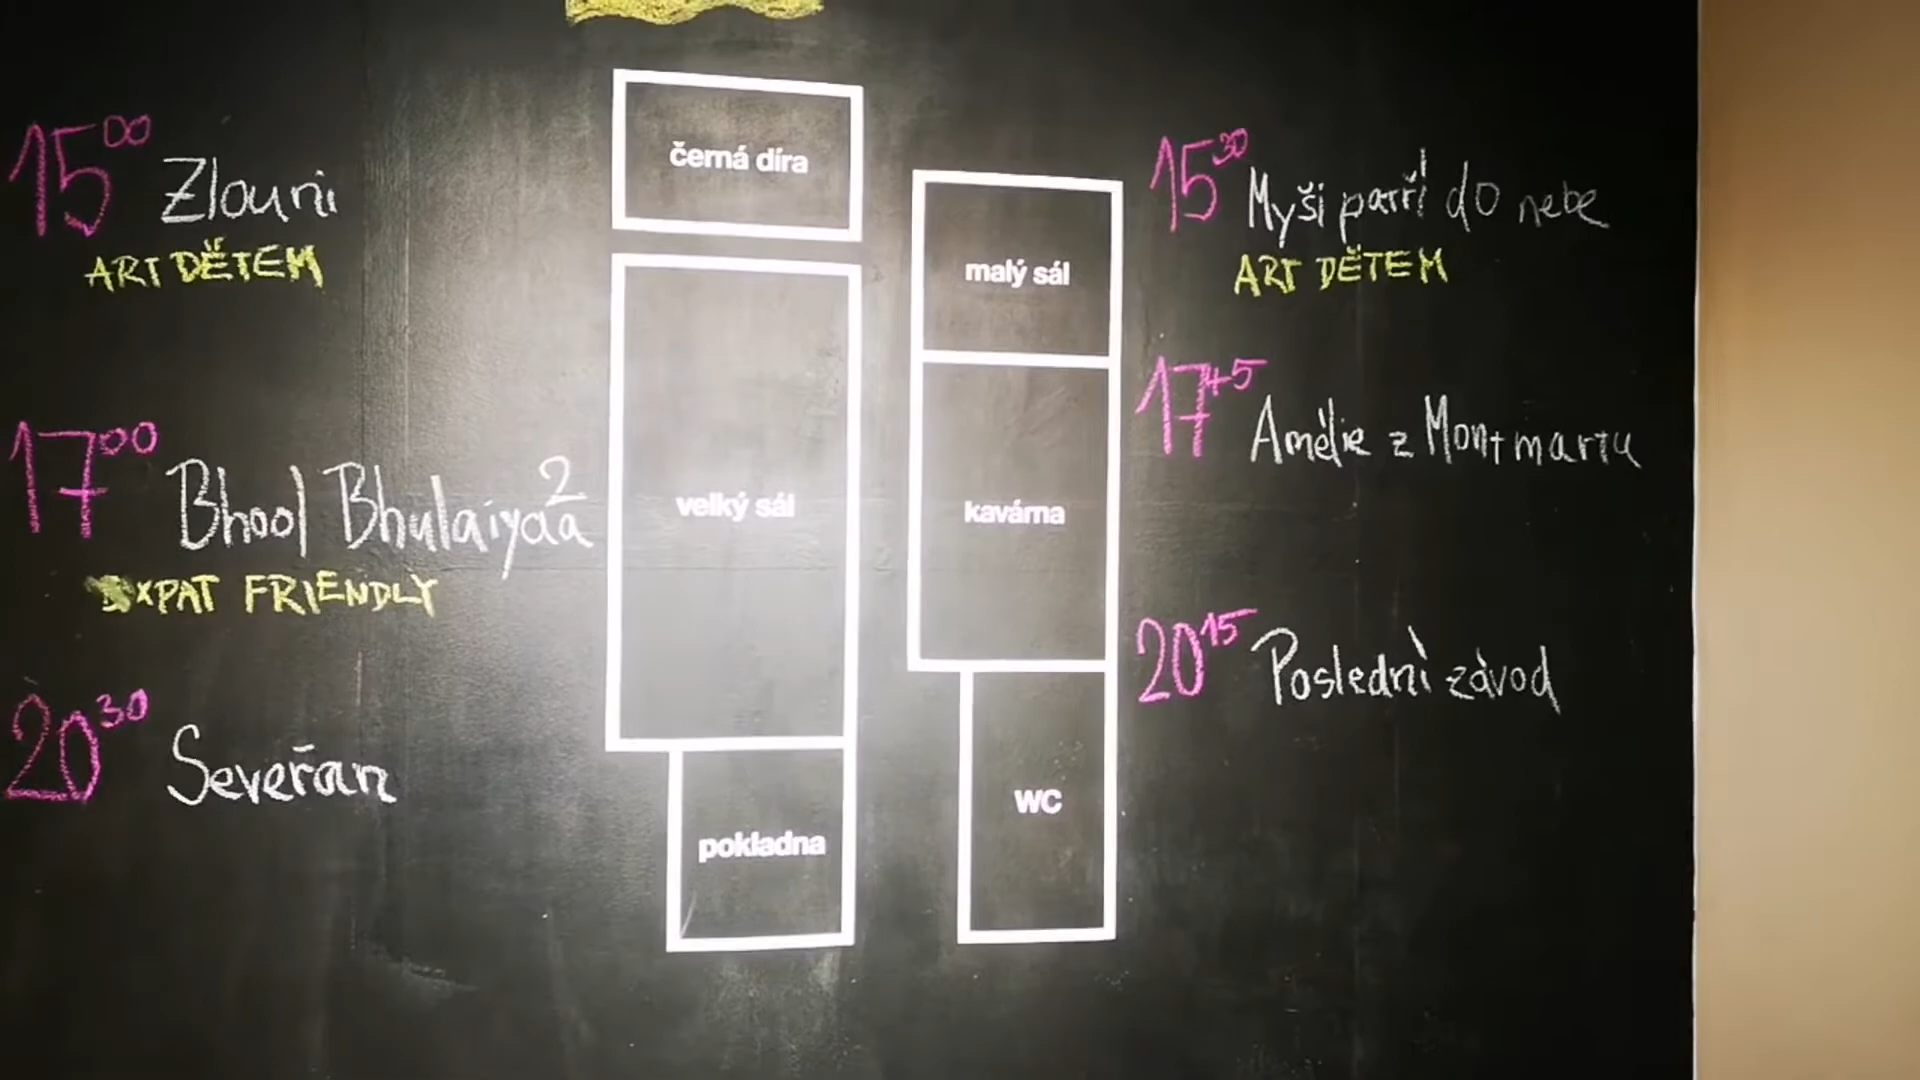 15⁰⁰ Zlouni
ART DĚTEM
17⁰⁰ Bhool Bhulaiyaa 2
EXPAT FRIENDLY
20³⁰ Seveřan
černá díra
velký sál
pokladna
malý sál
kavárna
WC
15³⁰ Myši patří do nebe
ART DĚTEM
17⁴⁵ Amélie z Montmartu
20¹⁵ Poslední závod